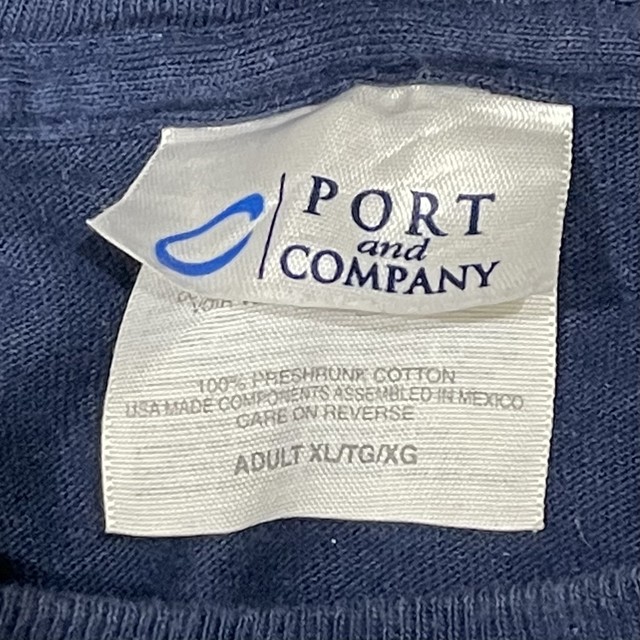 PORT
and
COMPANY
100% PRESHRUNK COTTON
USA MADE COMPONENTS ASSEMBLED IN MEXICO
CARE ON REVERSE
ADULT XL/TG/XG